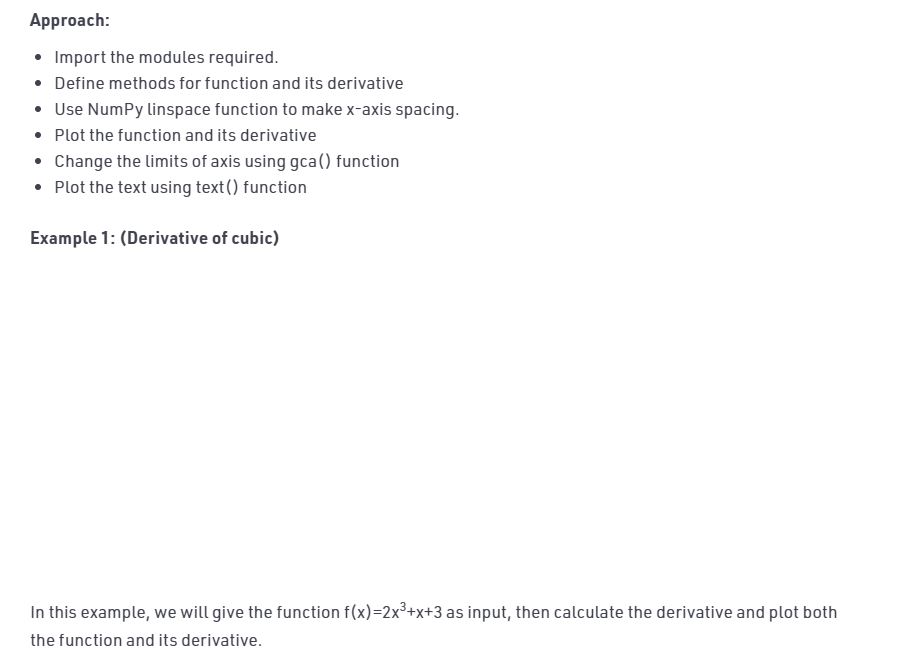 Approach:
• Import the modules required.
• Define methods for function and its derivative
• Use NumPy linspace function to make x-axis spacing.
• Plot the function and its derivative
• Change the limits of axis using gca() function
• Plot the text using text() function
Example 1: (Derivative of cubic)
In this example, we will give the function f(x)=2x³+x+3 as input, then calculate the derivative and plot both
the function and its derivative.